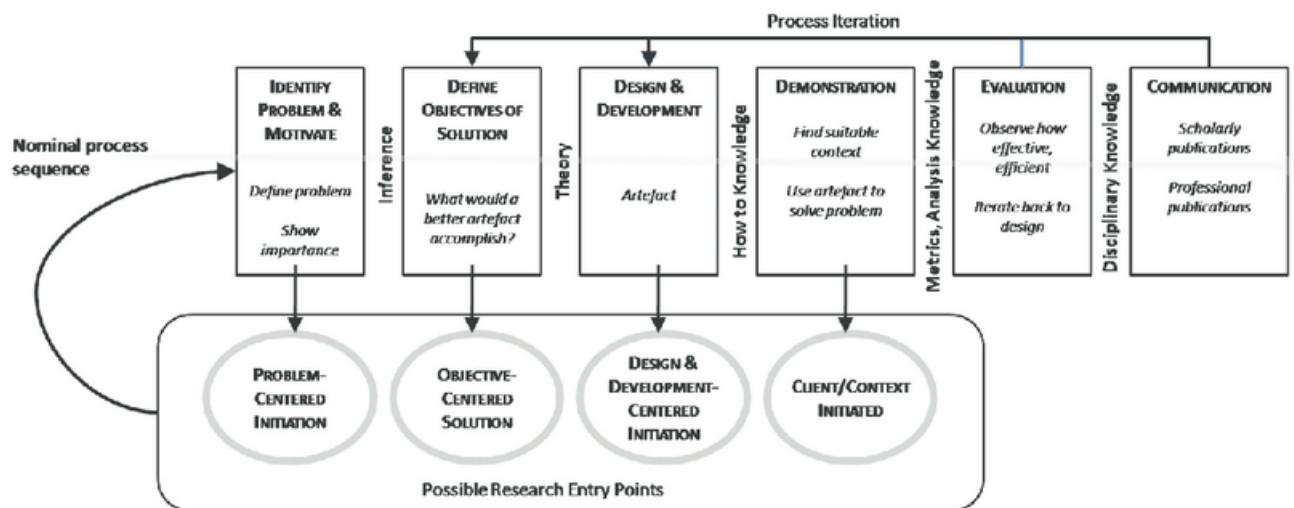 Process Iteration
Nominal process
sequence
IDENTIFY
PROBLEM &
MOTIVATE
Define problem
Show
importance
Inference
DEFINE
OBJECTIVES OF
SOLUTION
What would a
better artefact
accomplish?
Theory
DESIGN &
DEVELOPMENT
Artefact
How to Knowledge
DEMONSTRATION
Find suitable
context
Use artefact to
solve problem
Metrics, Analysis Knowledge
EVALUATION
Observe how
effective,
efficient
Iterate back to
design
Disciplinary Knowledge
COMMUNICATION
Scholarly
publications
Professional
publications
PROBLEM-
CENTERED
INITIATION
OBJECTIVE-
CENTERED
SOLUTION
DESIGN &
DEVELOPMENT-
CENTERED
INITIATION
CLIENT/CONTEXT
INITIATED
Possible Research Entry Points